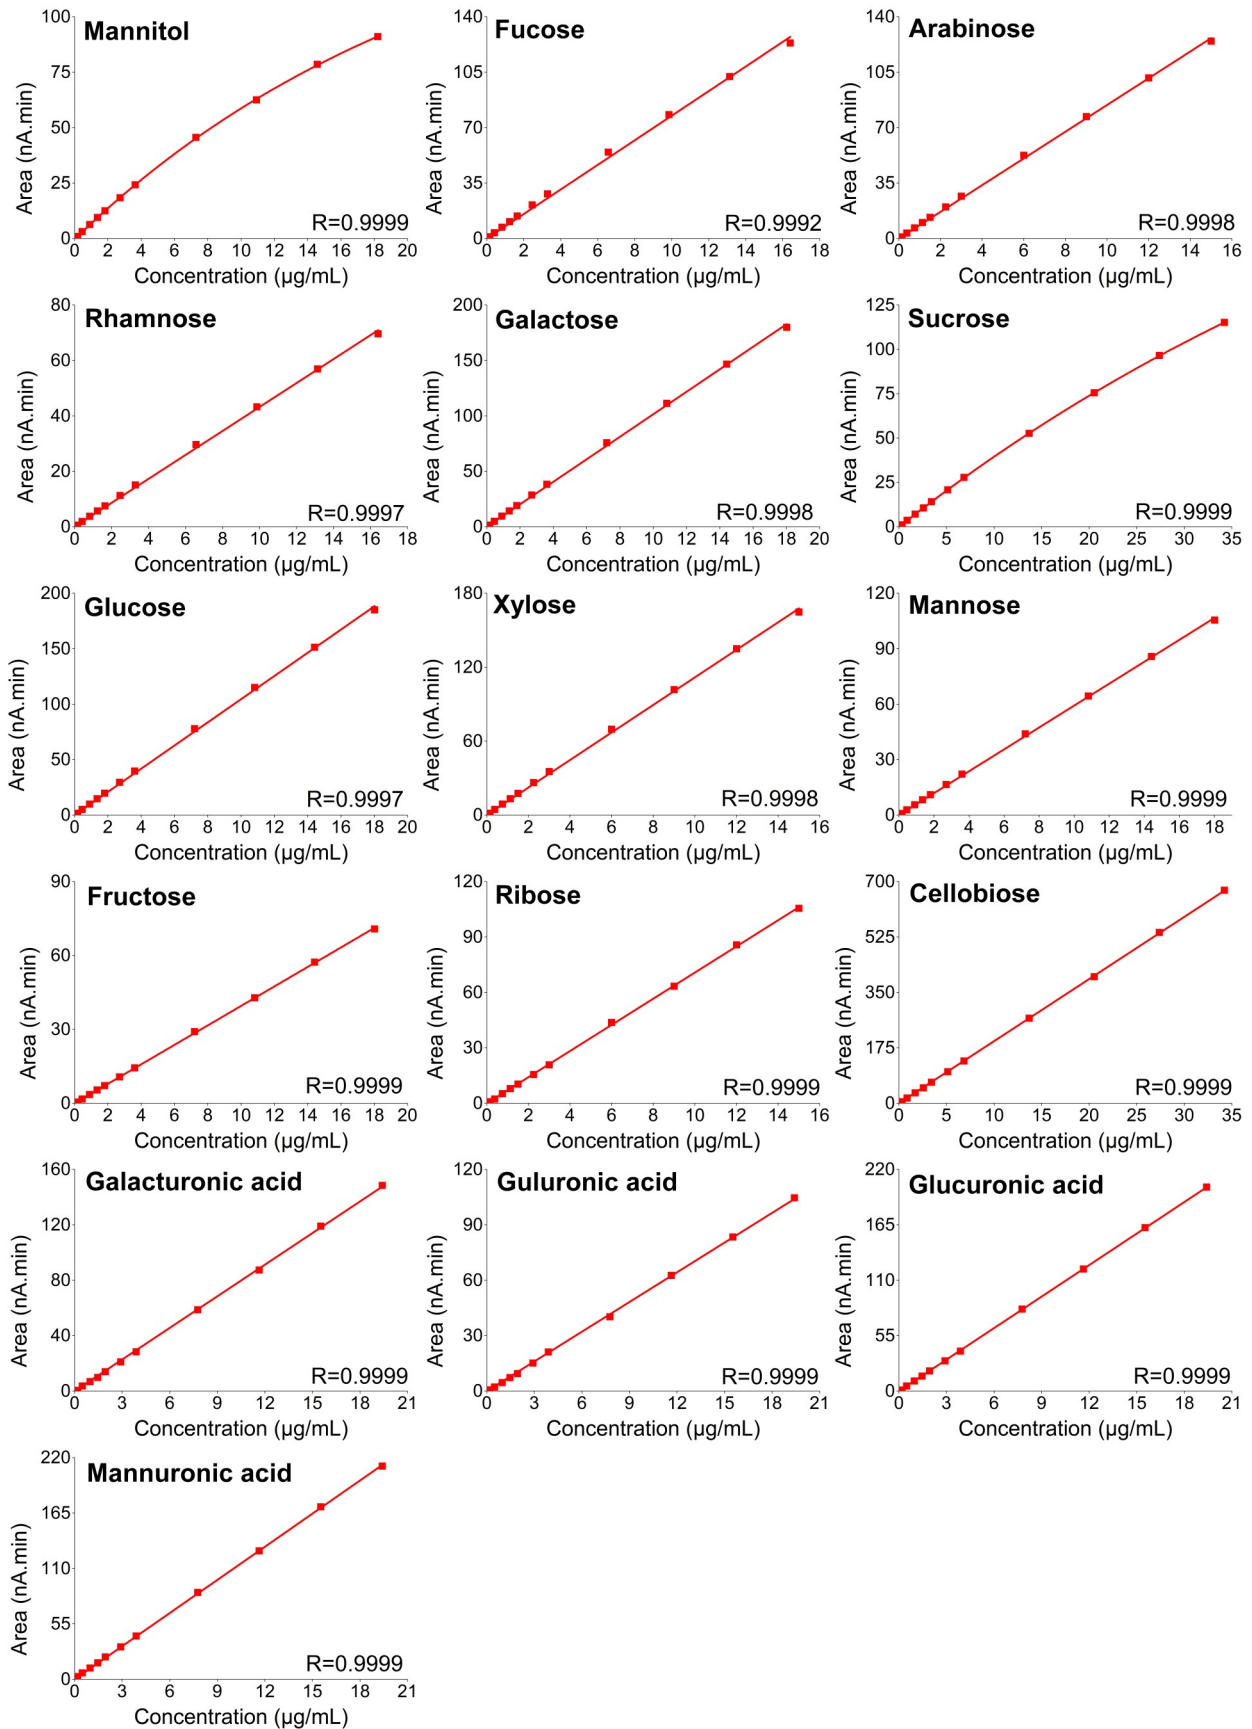 Mannitol
Area (nA.min)
100
75
50
25
0
R=0.9999
0 2 4 6 8 10 12 14 16 18 20
Concentration (µg/mL)
Fucose
Area (nA.min)
140
105
70
35
0
R=0.9992
0 2 4 6 8 10 12 14 16 18
Concentration (µg/mL)
Arabinose
Area (nA.min)
140
105
70
35
0
R=0.9998
0 2 4 6 8 10 12 14 16
Concentration (µg/mL)
Rhamnose
Area (nA.min)
80
60
40
20
0
R=0.9997
0 2 4 6 8 10 12 14 16 18
Concentration (µg/mL)
Galactose
Area (nA.min)
200
150
100
50
0
R=0.9998
0 2 4 6 8 10 12 14 16 18 20
Concentration (µg/mL)
Sucrose
Area (nA.min)
125
100
75
50
25
0
R=0.9999
0 5 10 15 20 25 30 35
Concentration (µg/mL)
Glucose
Area (nA.min)
200
150
100
50
0
R=0.9997
0 2 4 6 8 10 12 14 16 18 20
Concentration (µg/mL)
Xylose
Area (nA.min)
180
120
60
0
R=0.9998
0 2 4 6 8 10 12 14 16
Concentration (µg/mL)
Mannose
Area (nA.min)
120
90
60
30
0
R=0.9999
0 2 4 6 8 10 12 14 16 18
Concentration (µg/mL)
Fructose
Area (nA.min)
90
60
30
0
R=0.9999
0 2 4 6 8 10 12 14 16 18 20
Concentration (µg/mL)
Ribose
Area (nA.min)
120
90
60
30
0
R=0.9999
0 2 4 6 8 10 12 14 16
Concentration (µg/mL)
Cellobiose
Area (nA.min)
700
525
350
175
0
R=0.9999
0 5 10 15 20 25 30 35
Concentration (µg/mL)
Galacturonic acid
Area (nA.min)
160
120
80
40
0
R=0.9999
0 3 6 9 12 15 18 21
Concentration (µg/mL)
Guluronic acid
Area (nA.min)
120
90
60
30
0
R=0.9999
0 3 6 9 12 15 18 21
Concentration (µg/mL)
Glucuronic acid
Area (nA.min)
220
165
110
55
0
R=0.9999
0 3 6 9 12 15 18 21
Concentration (µg/mL)
Mannuronic acid
Area (nA.min)
220
165
110
55
0
R=0.9999
0 3 6 9 12 15 18 21
Concentration (µg/mL)